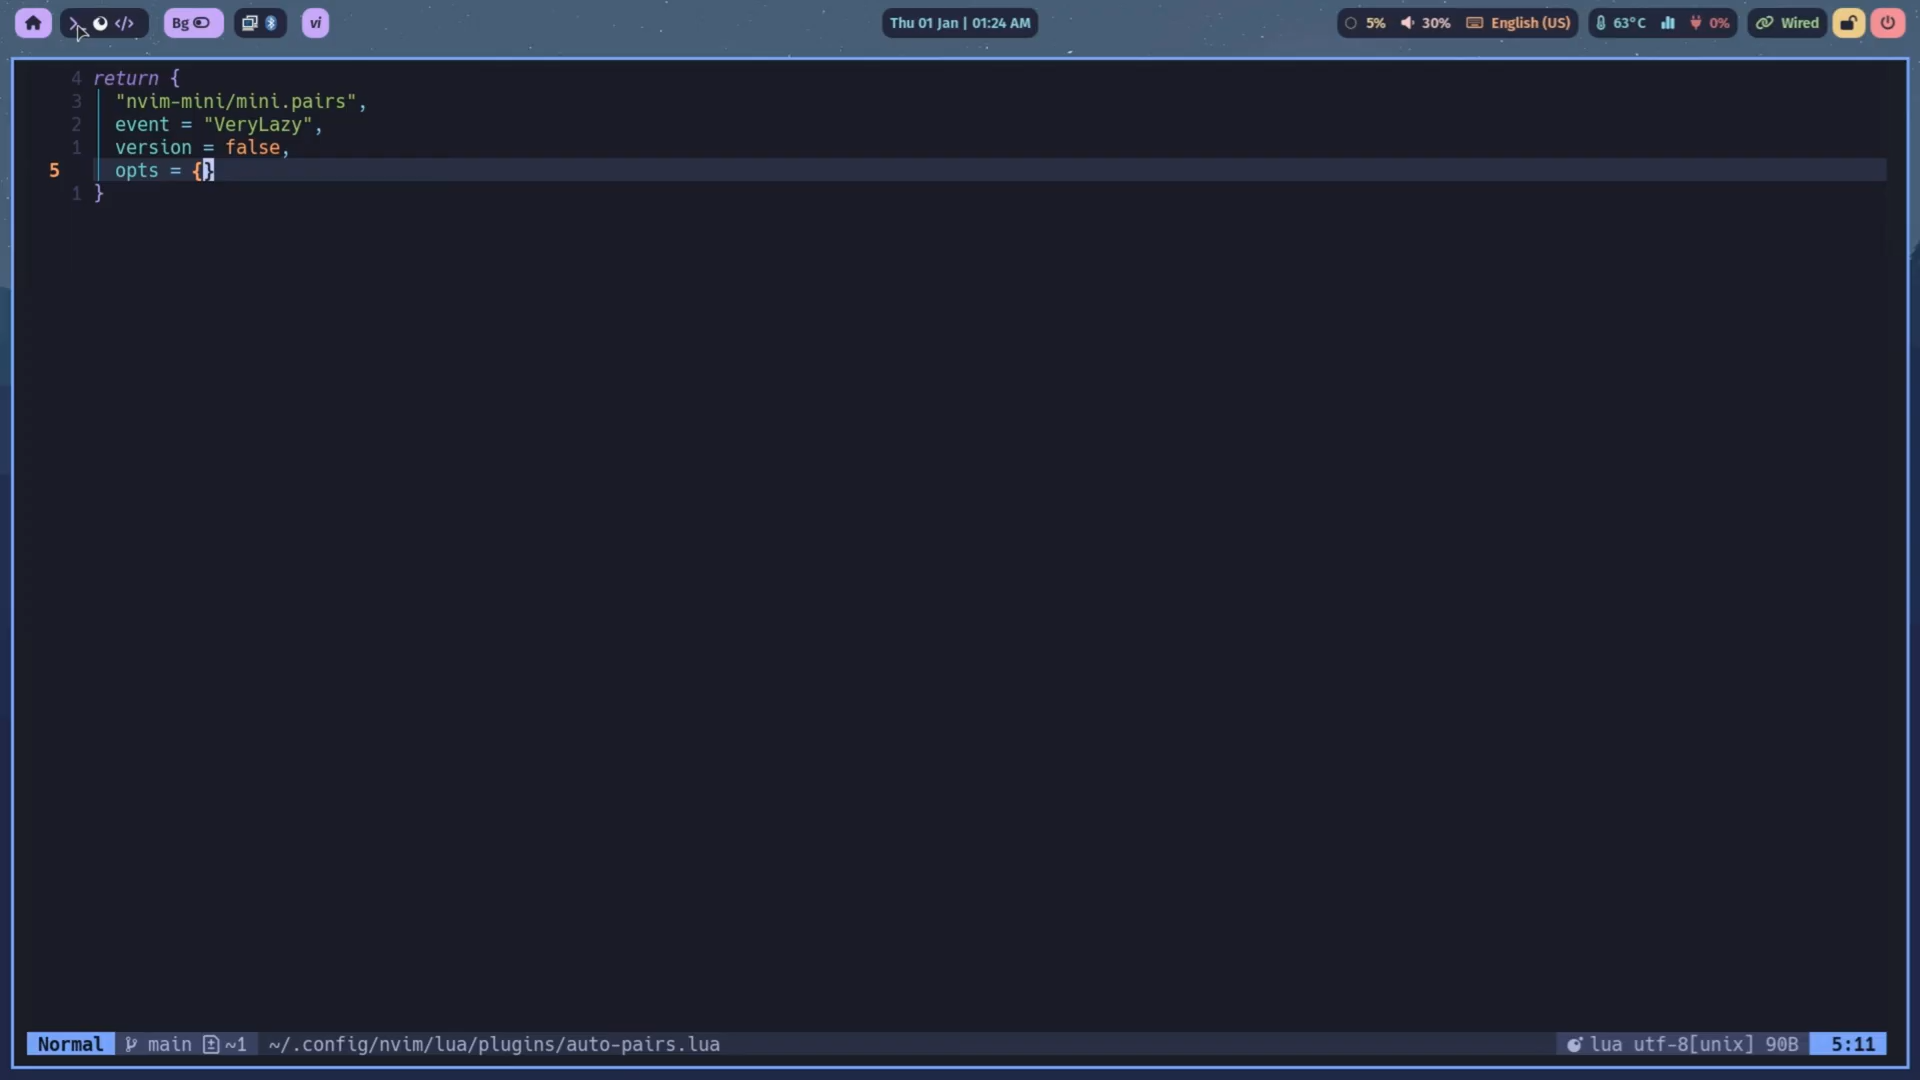 </> Bg vi Thu 01 Jan | 01:24 AM 5% 30% English (US) 63°C 0% Wired
4 return {
3 "nvim-mini/mini.pairs",
2 event = "VeryLazy",
1 version = false,
5 opts = {}
1 }
Normal main ~1 ~/.config/nvim/lua/plugins/auto-pairs.lua lua utf-8[unix] 90B 5:11